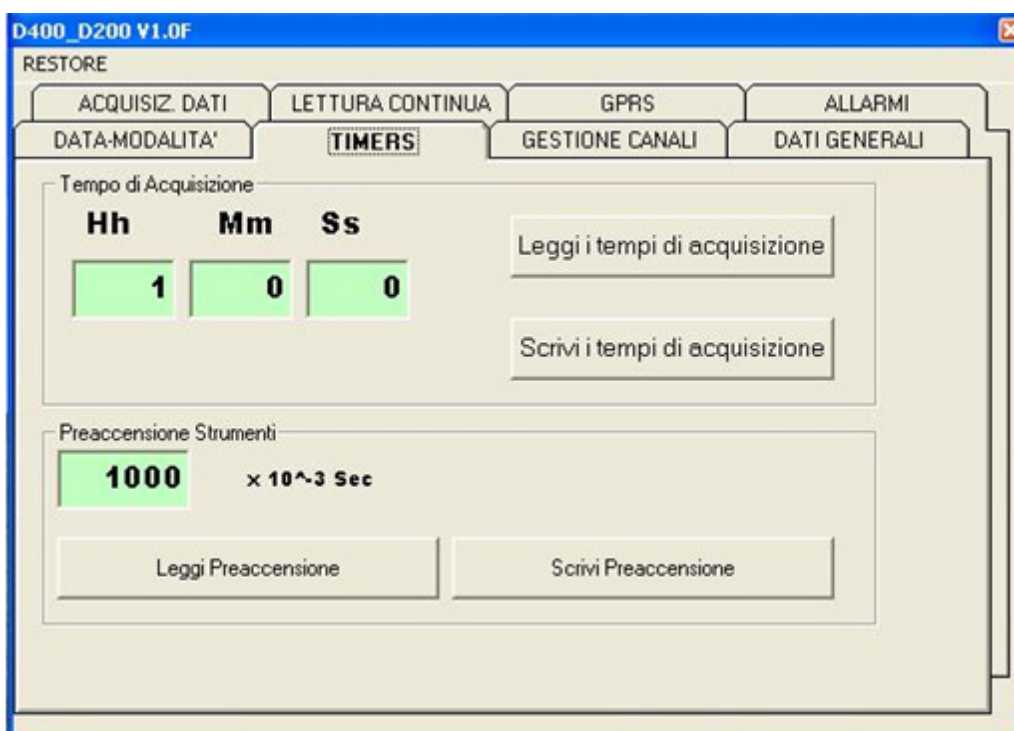 D400_D200 V1.0F
RESTORE
ACQUISIZ. DATI LETTURA CONTINUA GPRS ALLARMI
DATA-MODALITA' TIMERS GESTIONE CANALI DATI GENERALI
Tempo di Acquisizione
Hh Mm Ss
1 0 0
Leggi i tempi di acquisizione
Scrivi i tempi di acquisizione
Preaccensione Strumenti
1000 x 10^-3 Sec
Leggi Preaccensione Scrivi Preaccensione